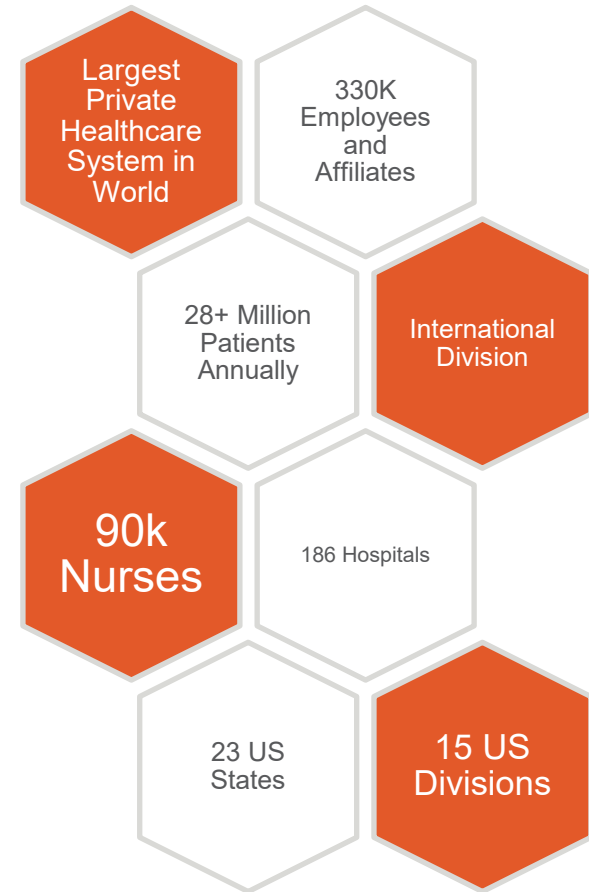 Largest
Private
Healthcare
System in
World
330K
Employees
and
Affiliates
28+ Million
Patients
Annually
International
Division
90k
Nurses
186 Hospitals
23 US
States
15 US
Divisions